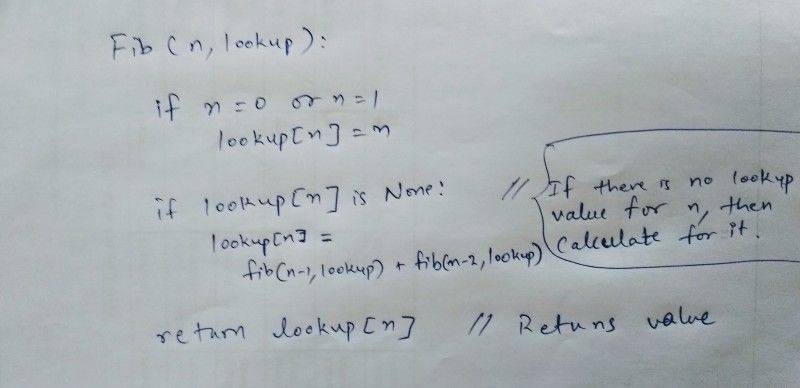 Fib (n, lookup):
if n = 0 or n = 1
lookup[n] = n
if lookup[n] is None:
// If there is no lookup
value for n, then
calculate for it.
lookup[n] =
fib(n-1, lookup) + fib(n-2, lookup)
return lookup[n] // Retuns value